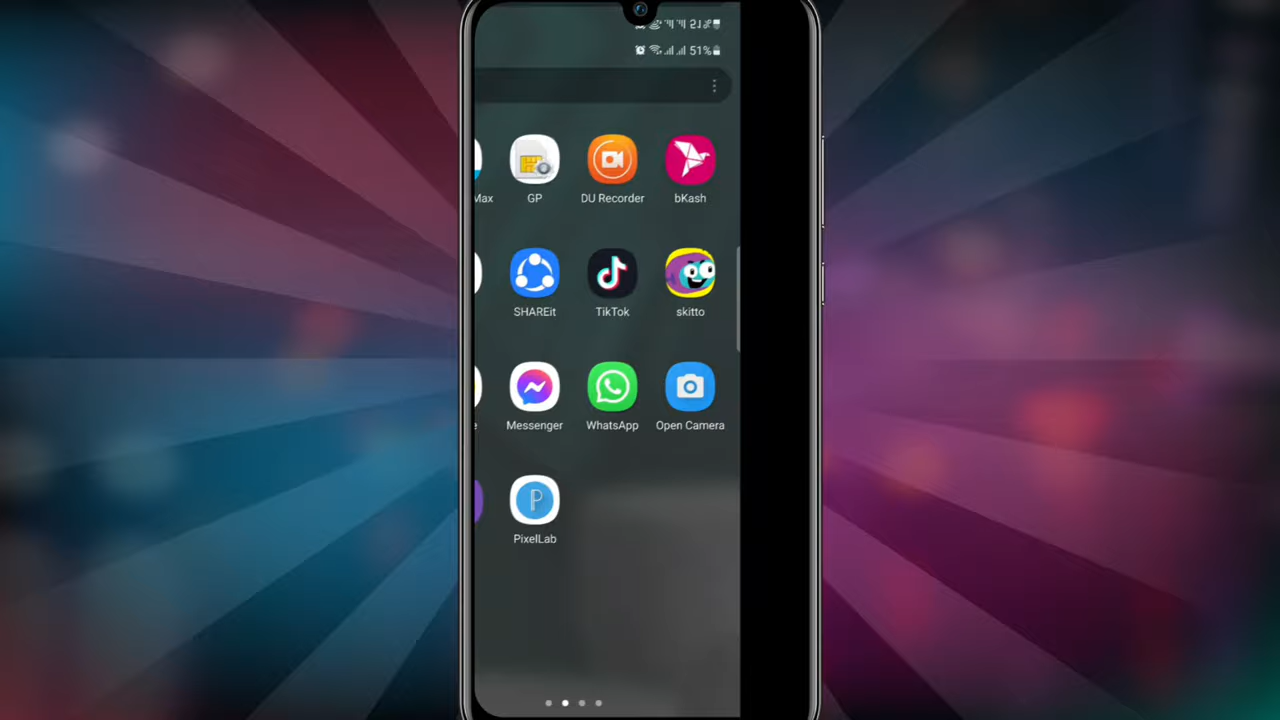 51%
Max GP DU Recorder bKash
SHAREit TikTok skitto
e Messenger WhatsApp Open Camera
PixelLab